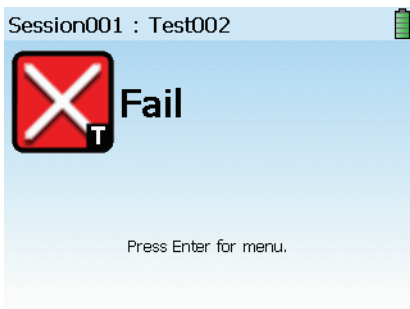 Session001 : Test002
Fail
T
Press Enter for menu.